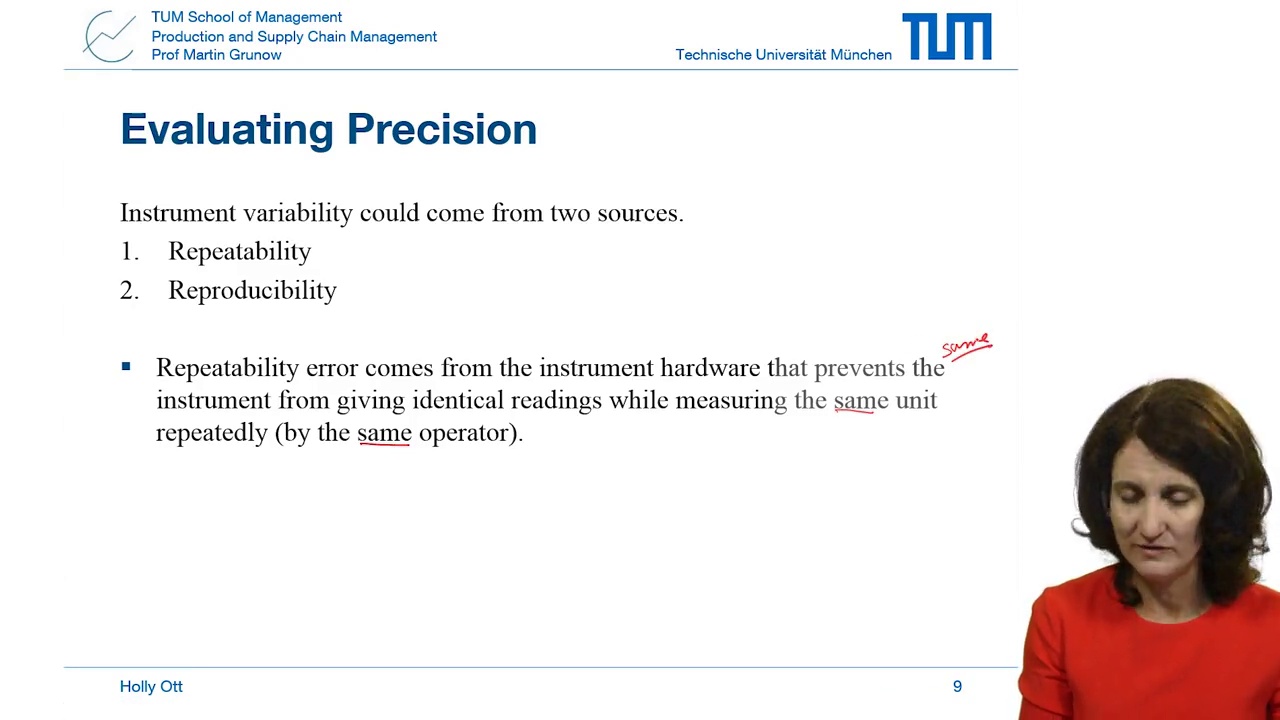 TUM School of Management
Production and Supply Chain Management
Prof Martin Grunow
Technische Universität München
TUM
Evaluating Precision
Instrument variability could come from two sources.
1. Repeatability
2. Reproducibility
same
▪ Repeatability error comes from the instrument hardware that prevents the
instrument from giving identical readings while measuring the same unit
repeatedly (by the same operator).
Holly Ott
9